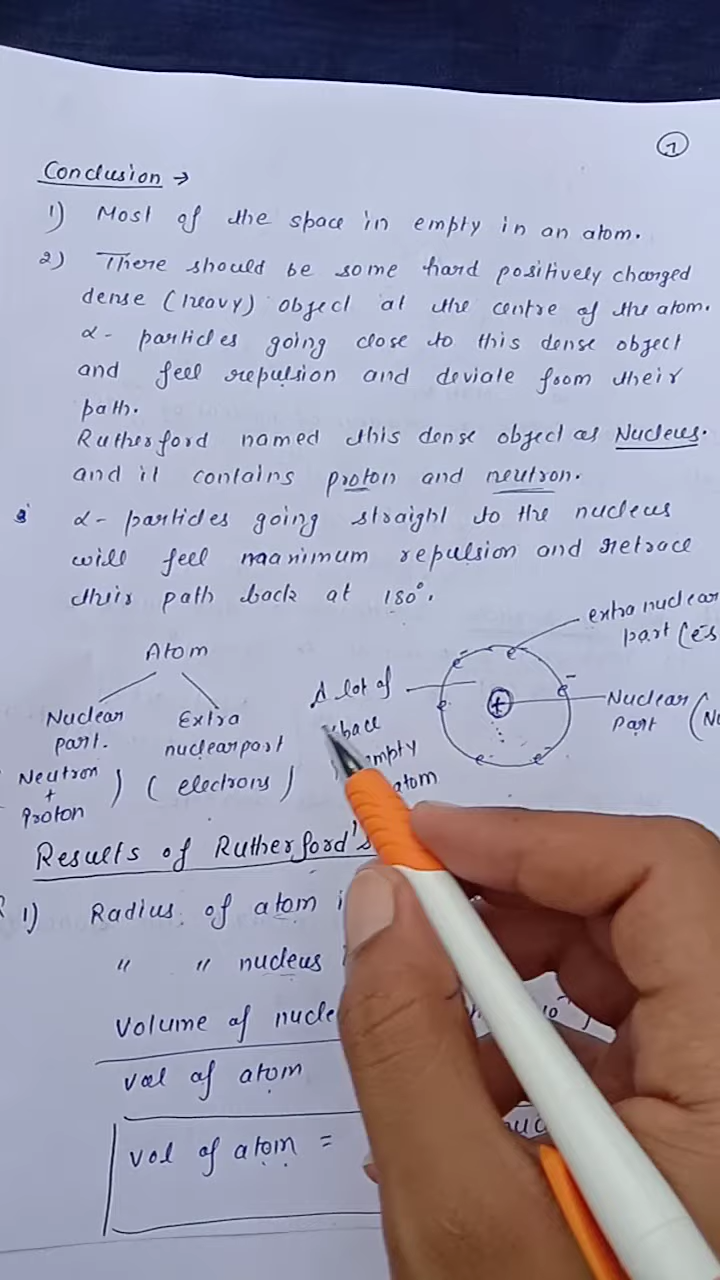 7
Conclusion →
1) Most of the space in empty in an atom.
2) There should be some hard positively charged
dense (heavy) object at the centre of the atom.
α- particles going close to this dense object
and feel repulsion and deviate from their
path.
Rutherford named this dense object as Nucleus.
and it contains proton and neutron.
3 α- particles going straight to the nucleus
will feel maximum repulsion and retrace
their path back at 180°.
Atom
Nuclear part.
Extra nuclear part
Neutron + Proton )
( electrons )
A lot of
space
empty
atom
e⁻ e⁻ e⁻ e⁻ e⁻ e⁻
+
extra nuclear
part (e⁻s
Nuclear
part
Results of Rutherford's
1) Radius of atom
" " nucleus
Volume of nucle
vol of atom
vol of atom =